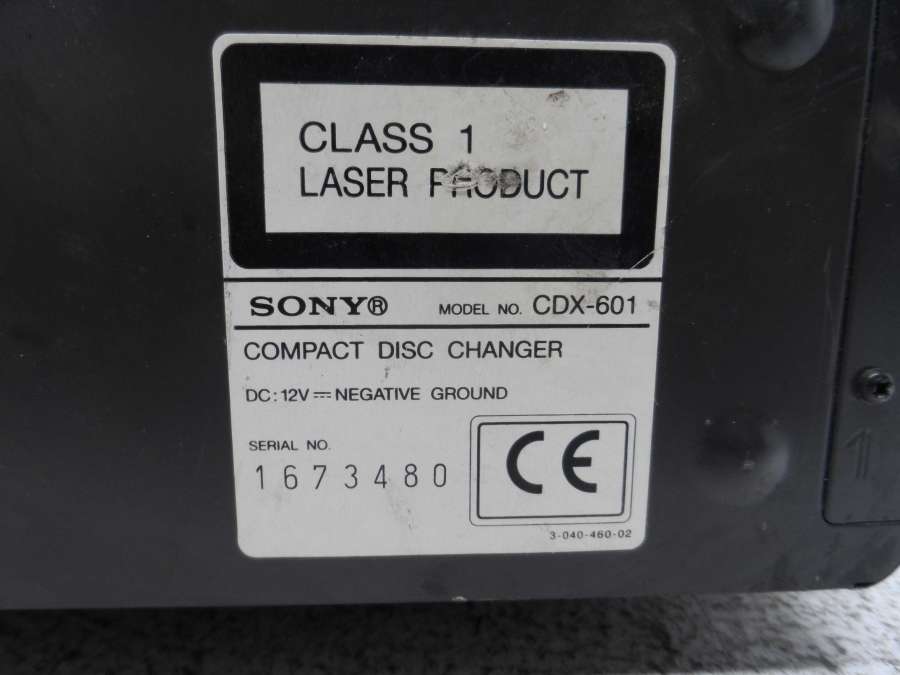 CLASS 1
LASER PRODUCT
SONY® MODEL NO. CDX-601
COMPACT DISC CHANGER
DC:12V⎓NEGATIVE GROUND
SERIAL NO.
1673480
CE
3-040-460-02